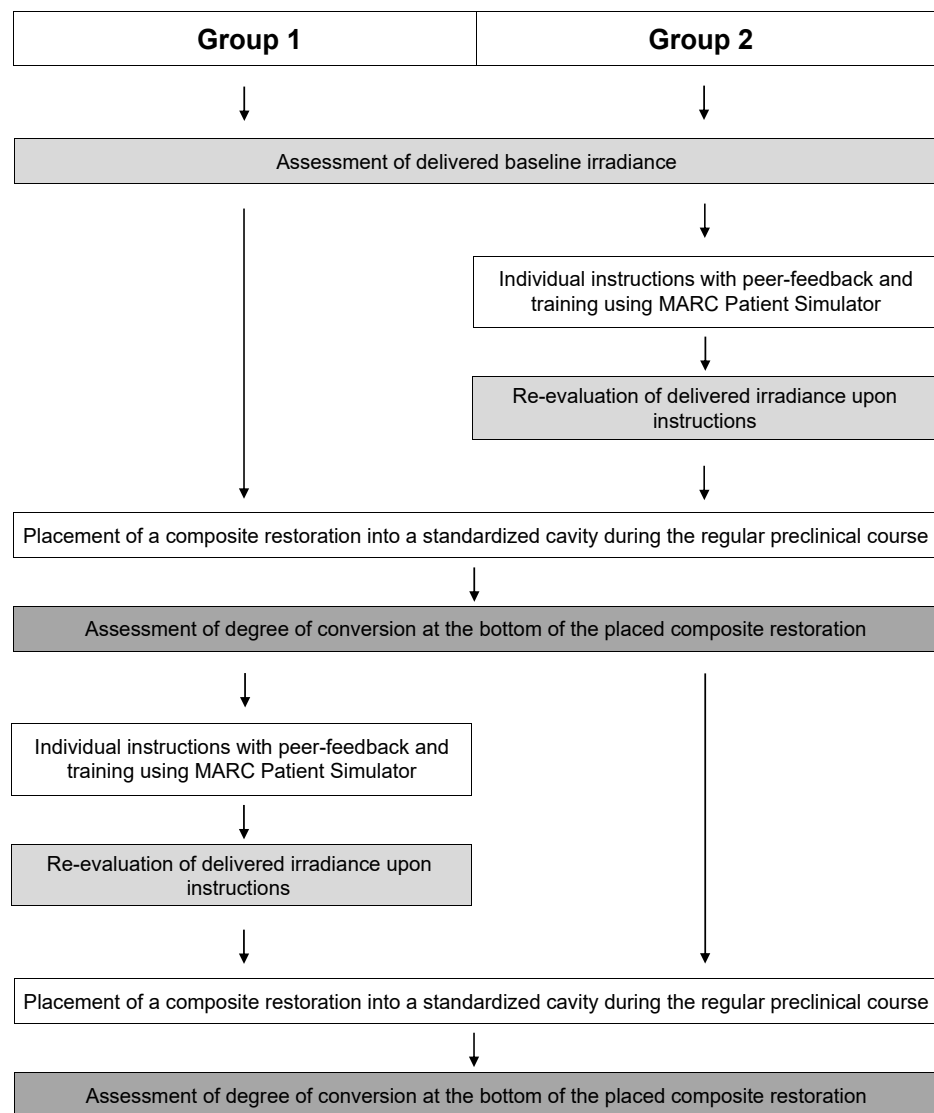 Group 1
Group 2
Assessment of delivered baseline irradiance
Individual instructions with peer-feedback and
training using MARC Patient Simulator
Re-evaluation of delivered irradiance upon
instructions
Placement of a composite restoration into a standardized cavity during the regular preclinical course
Assessment of degree of conversion at the bottom of the placed composite restoration
Individual instructions with peer-feedback and
training using MARC Patient Simulator
Re-evaluation of delivered irradiance upon
instructions
Placement of a composite restoration into a standardized cavity during the regular preclinical course
Assessment of degree of conversion at the bottom of the placed composite restoration